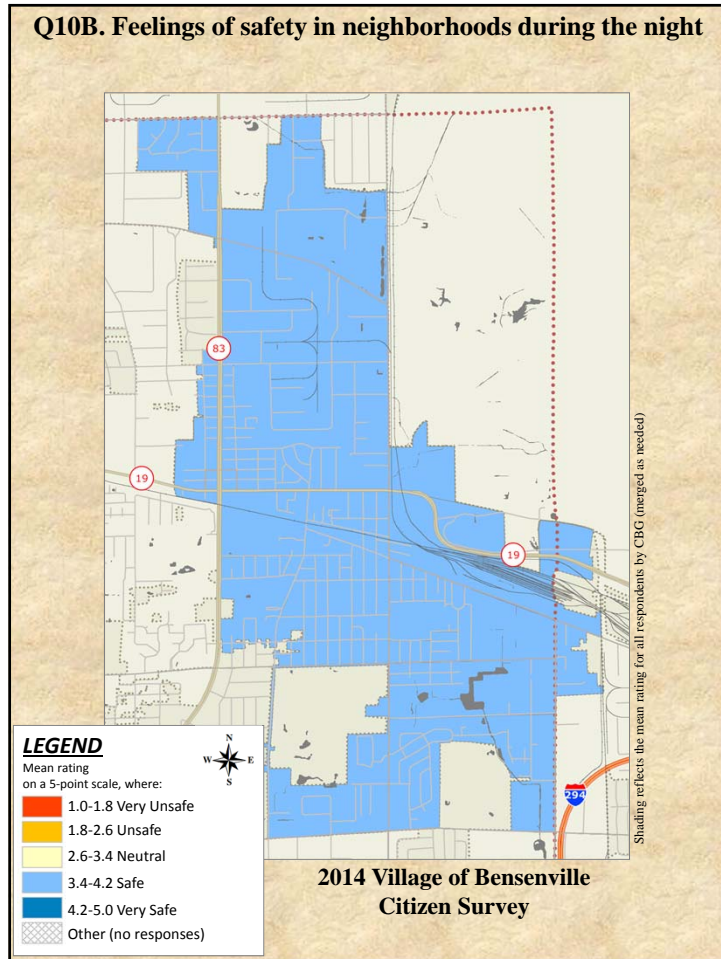 Q10B. Feelings of safety in neighborhoods during the night
83
19
19
294
Shading reflects the mean rating for all respondents by CBG (merged as needed)
LEGEND
Mean rating
on a 5-point scale, where:
1.0-1.8 Very Unsafe
1.8-2.6 Unsafe
2.6-3.4 Neutral
3.4-4.2 Safe
4.2-5.0 Very Safe
Other (no responses)
N
W E
S
2014 Village of Bensenville
Citizen Survey